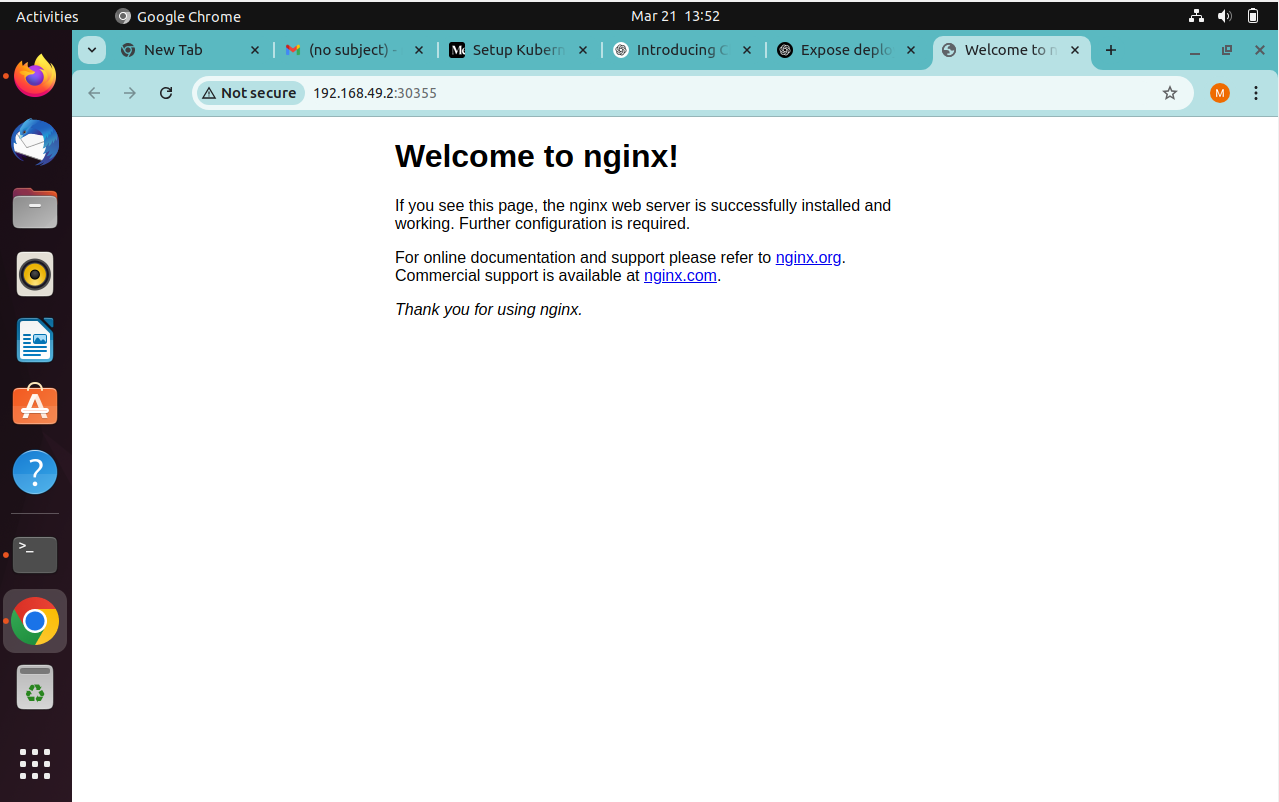 Activities Google Chrome Mar 21 13:52
New Tab (no subject) - Setup Kubern Introducing C Expose deplo Welcome to n
Not secure 192.168.49.2:30355 M
Welcome to nginx!
If you see this page, the nginx web server is successfully installed and
working. Further configuration is required.
For online documentation and support please refer to nginx.org.
Commercial support is available at nginx.com.
Thank you for using nginx.